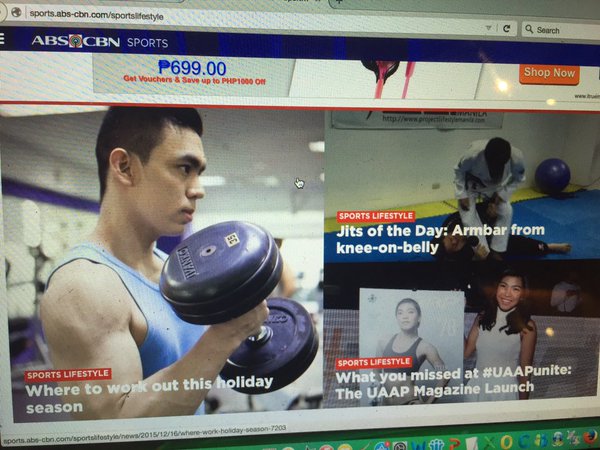 sports.abs-cbn.com/sportslifestyle
Search
ABS CBN SPORTS
₱699.00
Get Vouchers & Save up to PHP1000 Off
Shop Now
MANILA
http://www.projectlifestylemanila.com
SPORTS LIFESTYLE
Jits of the Day: Armbar from
knee-on-belly
SPORTS LIFESTYLE
Where to work out this holiday
season
SPORTS LIFESTYLE
What you missed at #UAAPunite:
The UAAP Magazine Launch
sports.abs-cbn.com/sportslifestyle/news/2015/12/16/where-work-holiday-season-7203